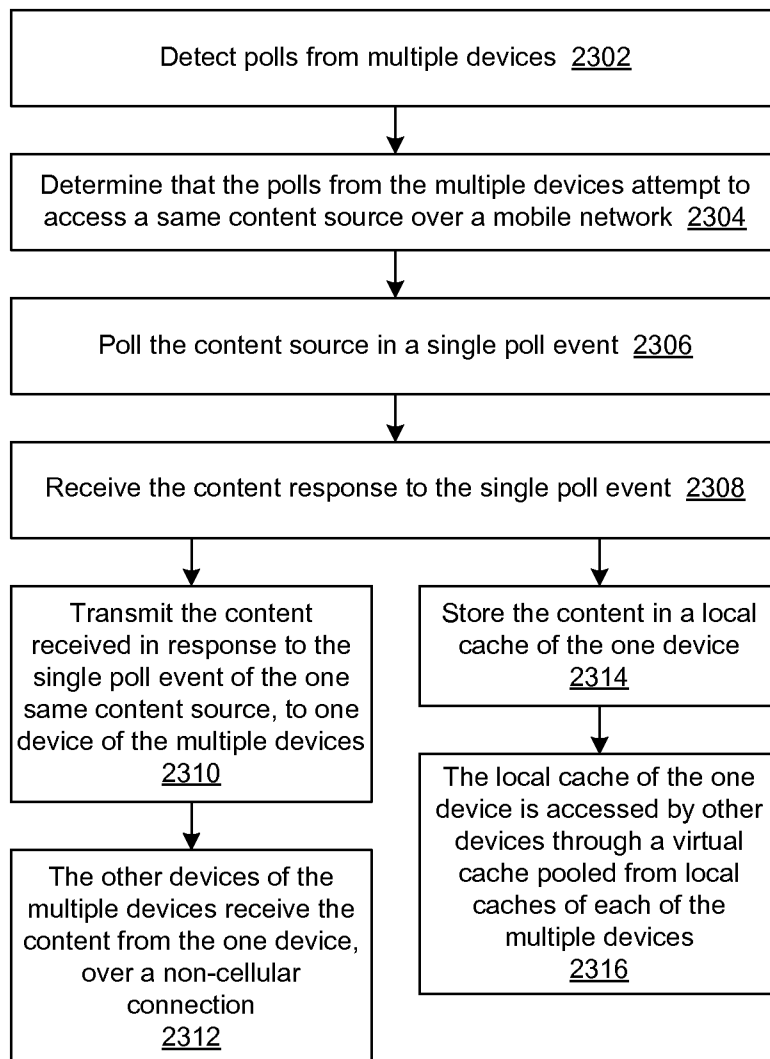 Detect polls from multiple devices 2302
Determine that the polls from the multiple devices attempt to
access a same content source over a mobile network 2304
Poll the content source in a single poll event 2306
Receive the content response to the single poll event 2308
Transmit the content
received in response to the
single poll event of the one
same content source, to one
device of the multiple devices
2310
The other devices of the
multiple devices receive the
content from the one device,
over a non-cellular
connection
2312
Store the content in a local
cache of the one device
2314
The local cache of the one
device is accessed by other
devices through a virtual
cache pooled from local
caches of each of the
multiple devices
2316